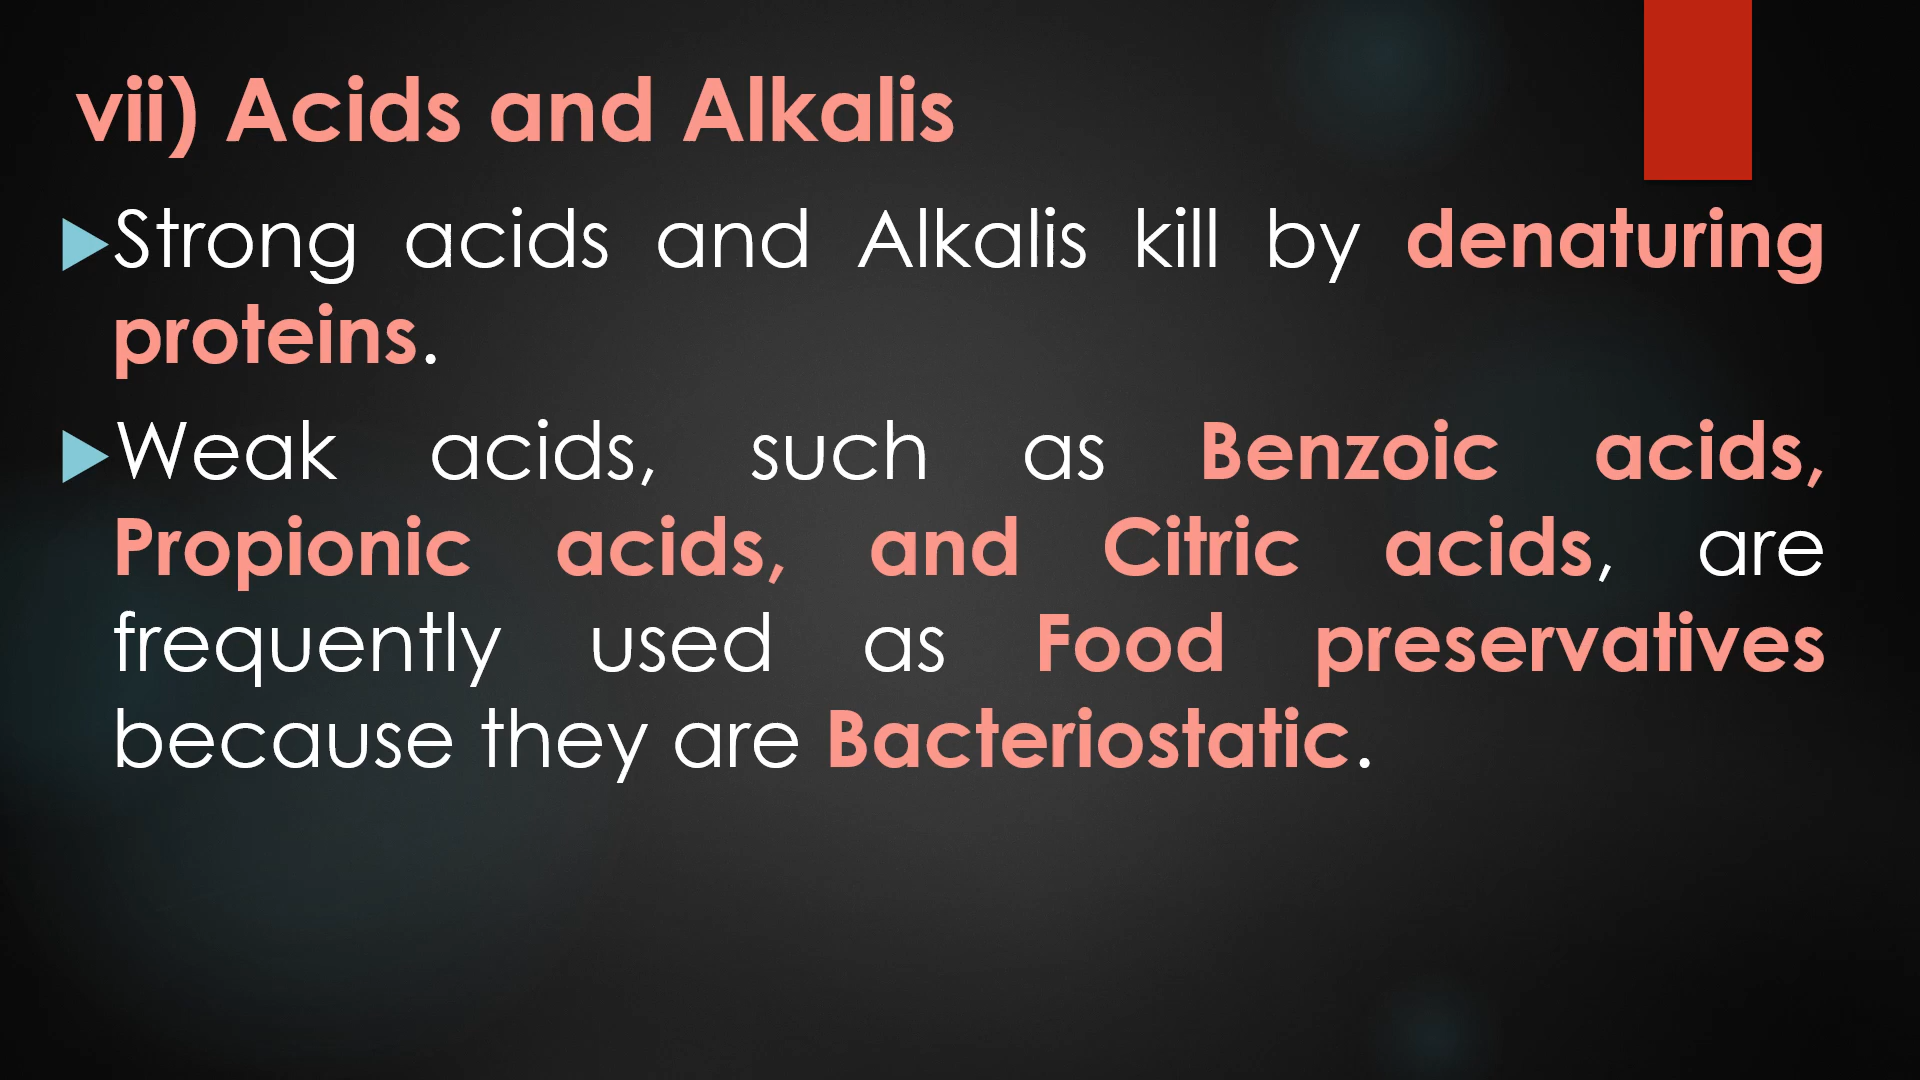 vii) Acids and Alkalis
Strong acids and Alkalis kill by denaturing
proteins.
Weak acids, such as Benzoic acids,
Propionic acids, and Citric acids, are
frequently used as Food preservatives
because they are Bacteriostatic.